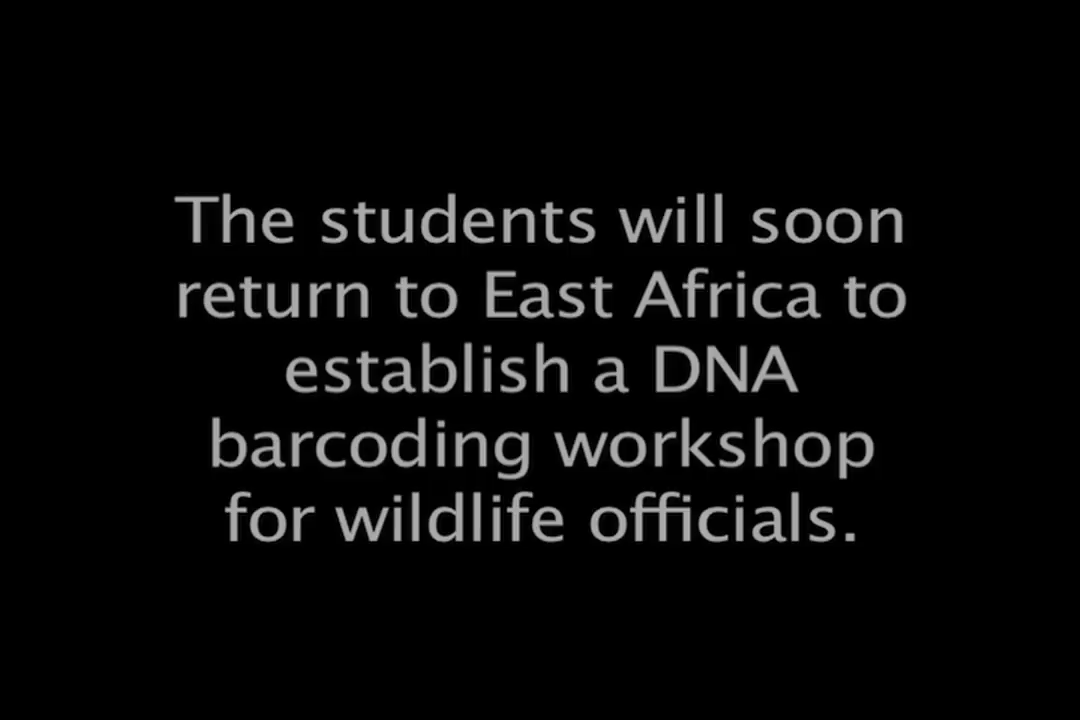 The students will soon
return to East Africa to
establish a DNA
barcoding workshop
for wildlife officials.